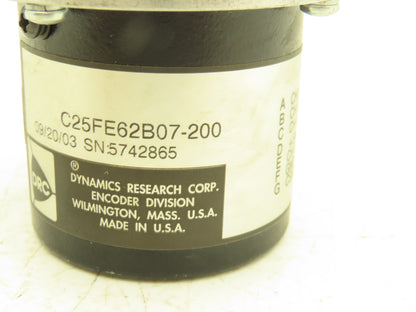 C25FE62B07-200
09/20/03 SN:5742865
DRC
®
DYNAMICS RESEARCH CORP.
ENCODER DIVISION
WILMINGTON, MASS. U.S.A.
MADE IN U.S.A.
A B C D E F G